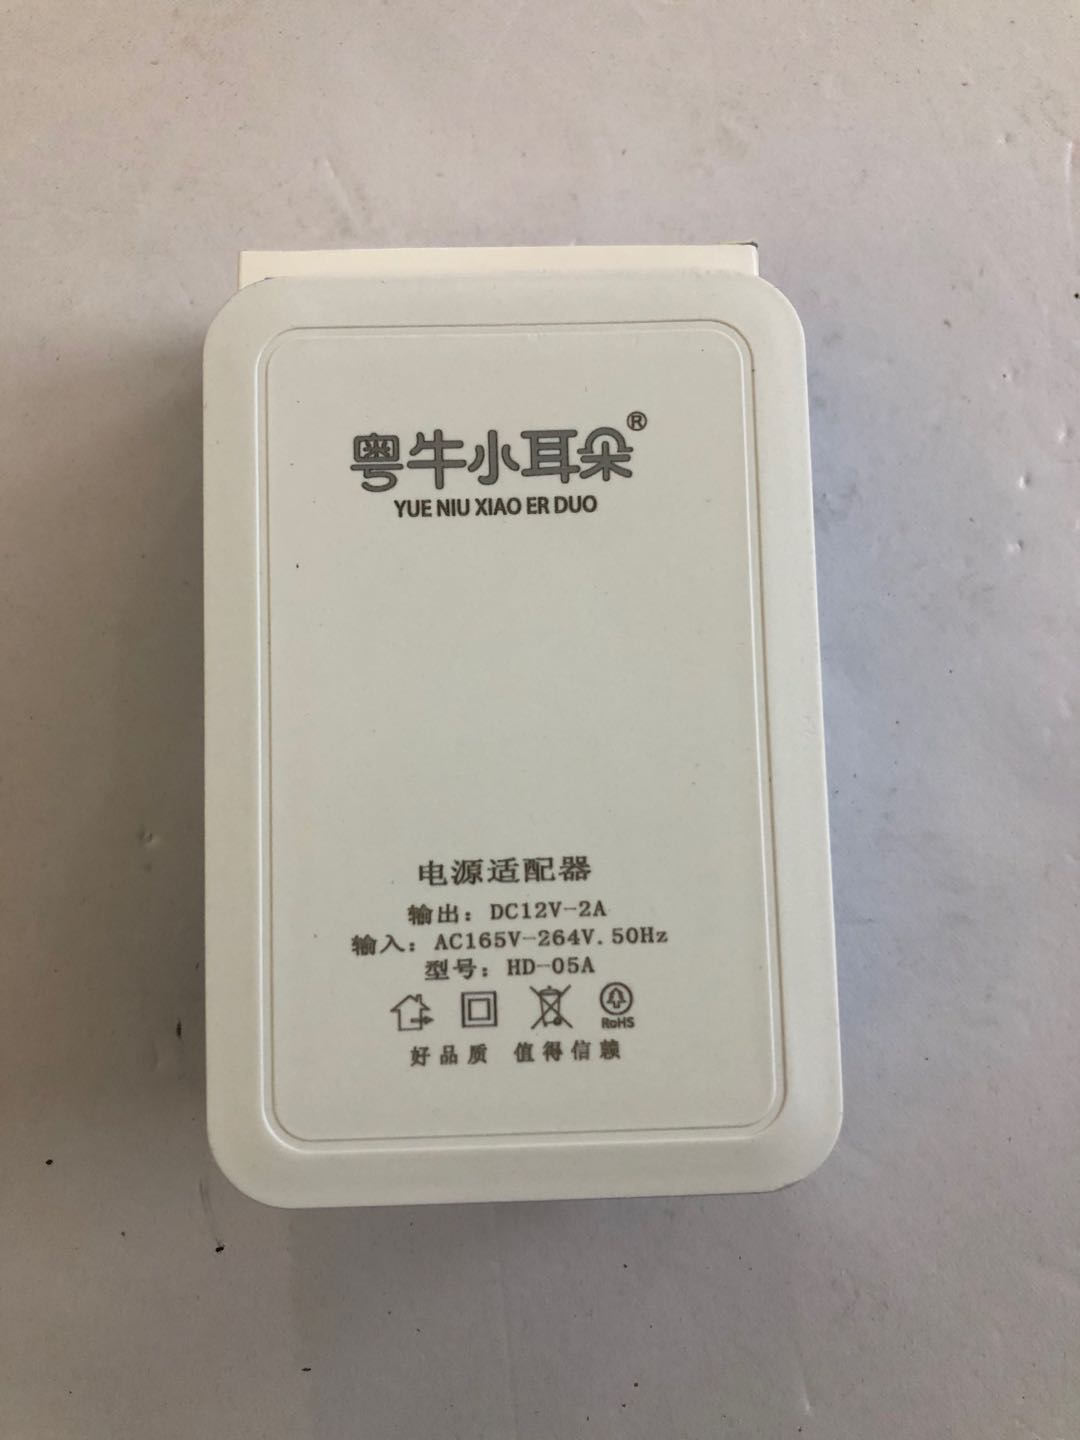 粤牛小耳朵®
YUE NIU XIAO ER DUO
电源适配器
输出：DC12V-2A
输入：AC165V-264V.50Hz
型号：HD-05A
RoHS
好品质 值得信赖